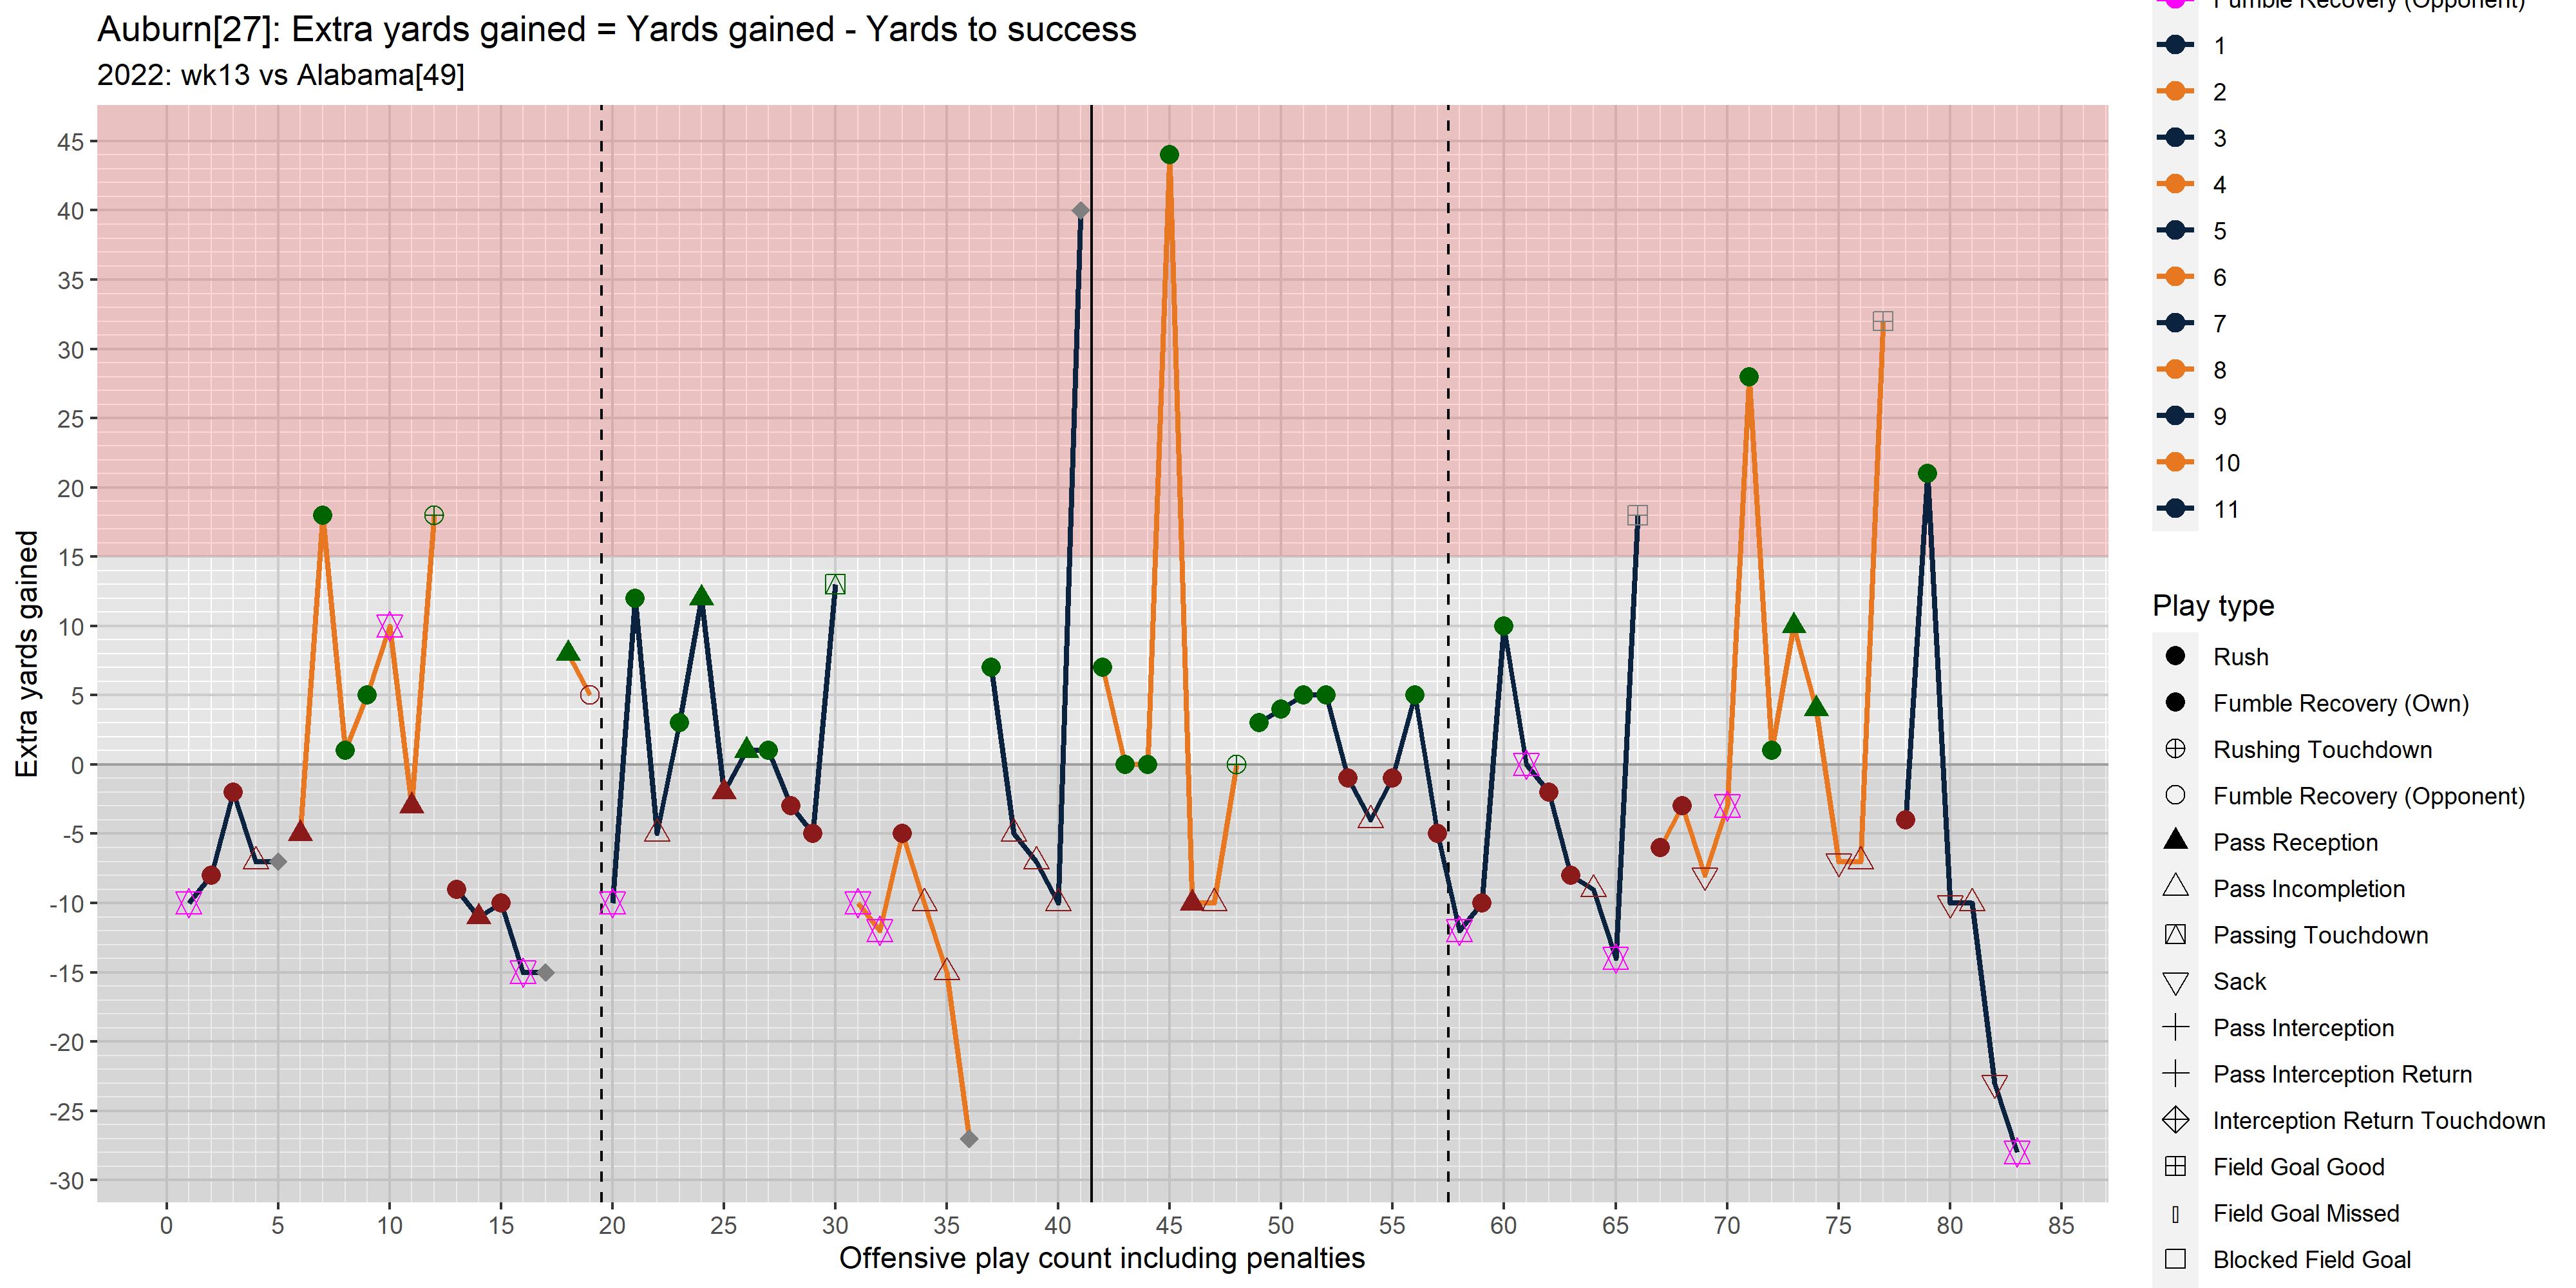 Auburn[27]: Extra yards gained = Yards gained - Yards to success
2022: wk13 vs Alabama[49]
Extra yards gained
45
40
35
30
25
20
15
10
5
0
-5
-10
-15
-20
-25
-30
0 5 10 15 20 25 30 35 40 45 50 55 60 65 70 75 80 85
Offensive play count including penalties
Fumble Recovery (Opponent)
1
2
3
4
5
6
7
8
9
10
11
Play type
Rush
Fumble Recovery (Own)
Rushing Touchdown
Fumble Recovery (Opponent)
Pass Reception
Pass Incompletion
Passing Touchdown
Sack
Pass Interception
Pass Interception Return
Interception Return Touchdown
Field Goal Good
Field Goal Missed
Blocked Field Goal